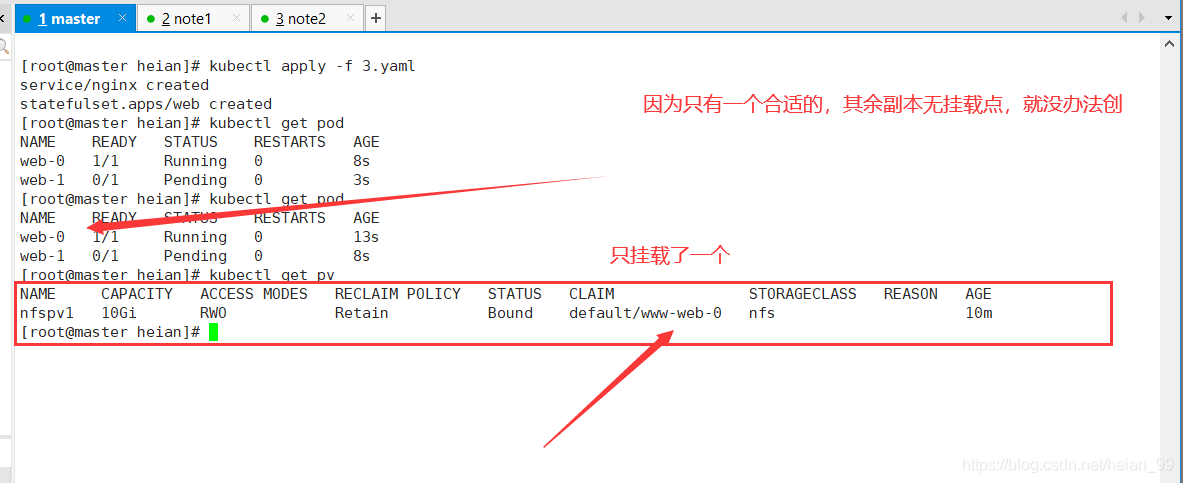 1 master
2 note1
3 note2
[root@master heian]# kubectl apply -f 3.yaml
service/nginx created
statefulset.apps/web created
[root@master heian]# kubectl get pod
NAME READY STATUS RESTARTS AGE
web-0 1/1 Running 0 8s
web-1 0/1 Pending 0 3s
[root@master heian]# kubectl get pod
NAME READY STATUS RESTARTS AGE
web-0 1/1 Running 0 13s
web-1 0/1 Pending 0 8s
[root@master heian]# kubectl get pv
NAME CAPACITY ACCESS MODES RECLAIM POLICY STATUS CLAIM STORAGECLASS REASON AGE
nfspv1 10Gi RWO Retain Bound default/www-web-0 nfs 10m
[root@master heian]#
因为只有一个合适的，其余副本无挂载点，就没办法创
只挂载了一个
https://blog.csdn.net/heian_99